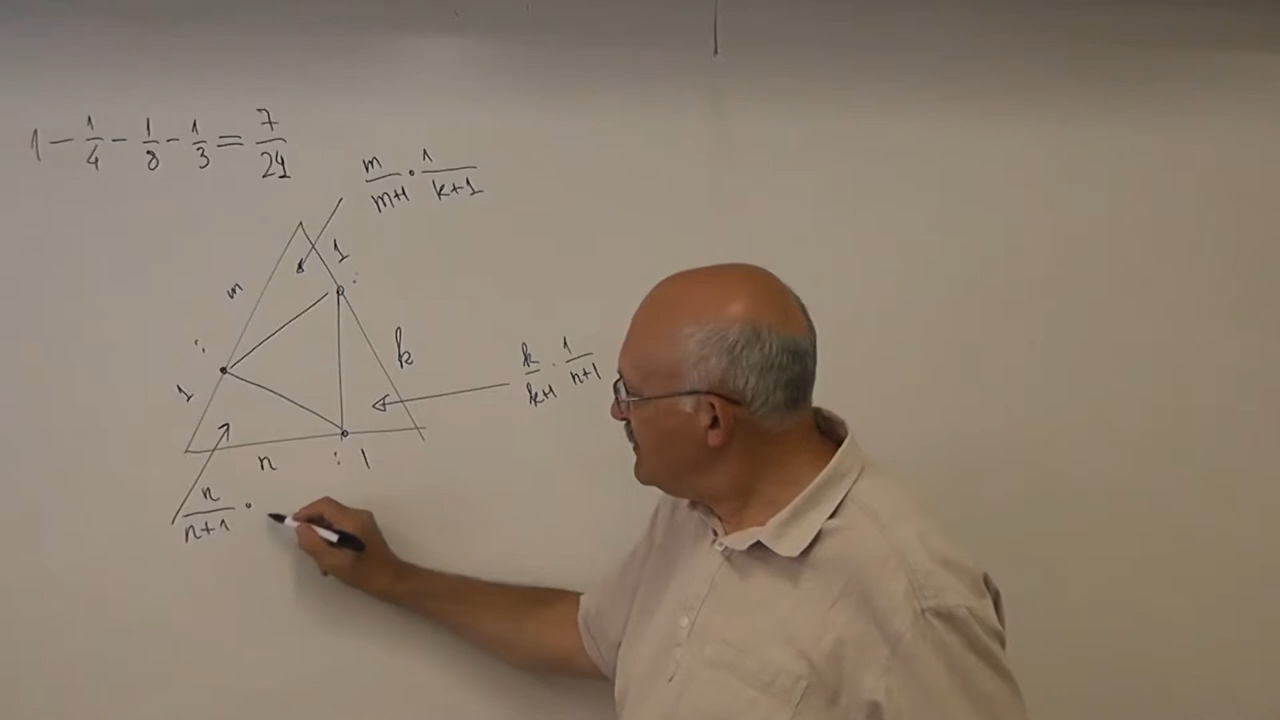 1 - 1/4 - 1/8 - 1/3 = 7/24
m/m+1 · 1/k+1
1 :
m
k
:
1
k/k+1 · 1/n+1
n : 1
n/n+1 ·